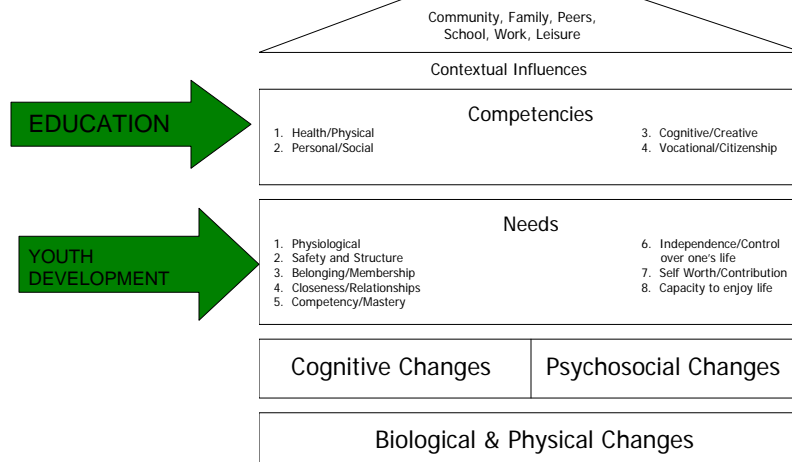 Community, Family, Peers,
School, Work, Leisure
Contextual Influences
EDUCATION
Competencies
1. Health/Physical
2. Personal/Social
3. Cognitive/Creative
4. Vocational/Citizenship
YOUTH
DEVELOPMENT
Needs
1. Physiological
2. Safety and Structure
3. Belonging/Membership
4. Closeness/Relationships
5. Competency/Mastery
6. Independence/Control
over one's life
7. Self Worth/Contribution
8. Capacity to enjoy life
Cognitive Changes
Psychosocial Changes
Biological & Physical Changes